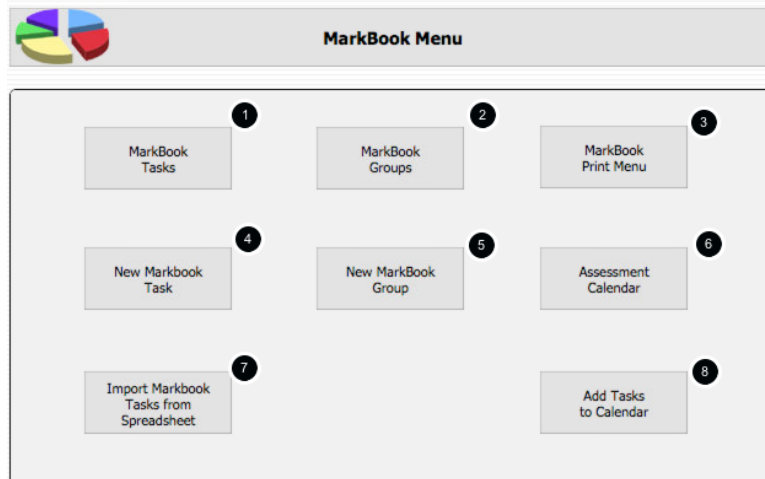 MarkBook Menu
1
MarkBook
Tasks
2
MarkBook
Groups
3
MarkBook
Print Menu
4
New Markbook
Task
5
New MarkBook
Group
6
Assessment
Calendar
7
Import Markbook
Tasks from
Spreadsheet
8
Add Tasks
to Calendar